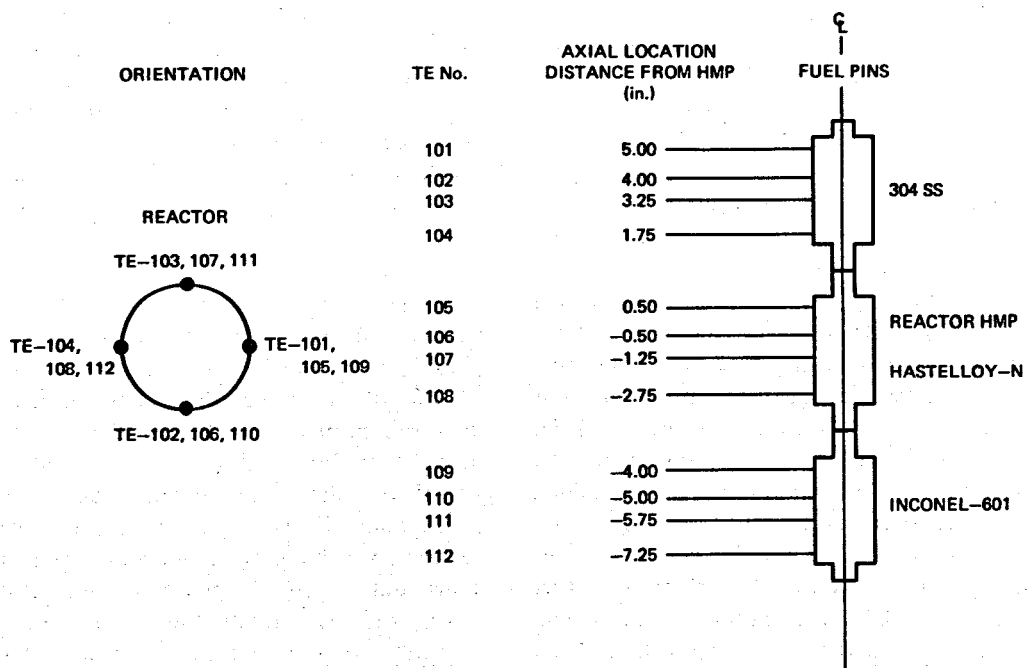 ℄
ORIENTATION
TE No.
AXIAL LOCATION
DISTANCE FROM HMP
(in.)
FUEL PINS
101 5.00
102 4.00
103 3.25
104 1.75
304 SS
REACTOR
TE–103, 107, 111
TE–104,
108, 112
TE–101,
105, 109
TE–102, 106, 110
105 0.50
106 –0.50
107 –1.25
108 –2.75
REACTOR HMP
HASTELLOY–N
109 –4.00
110 –5.00
111 –5.75
112 –7.25
INCONEL–601